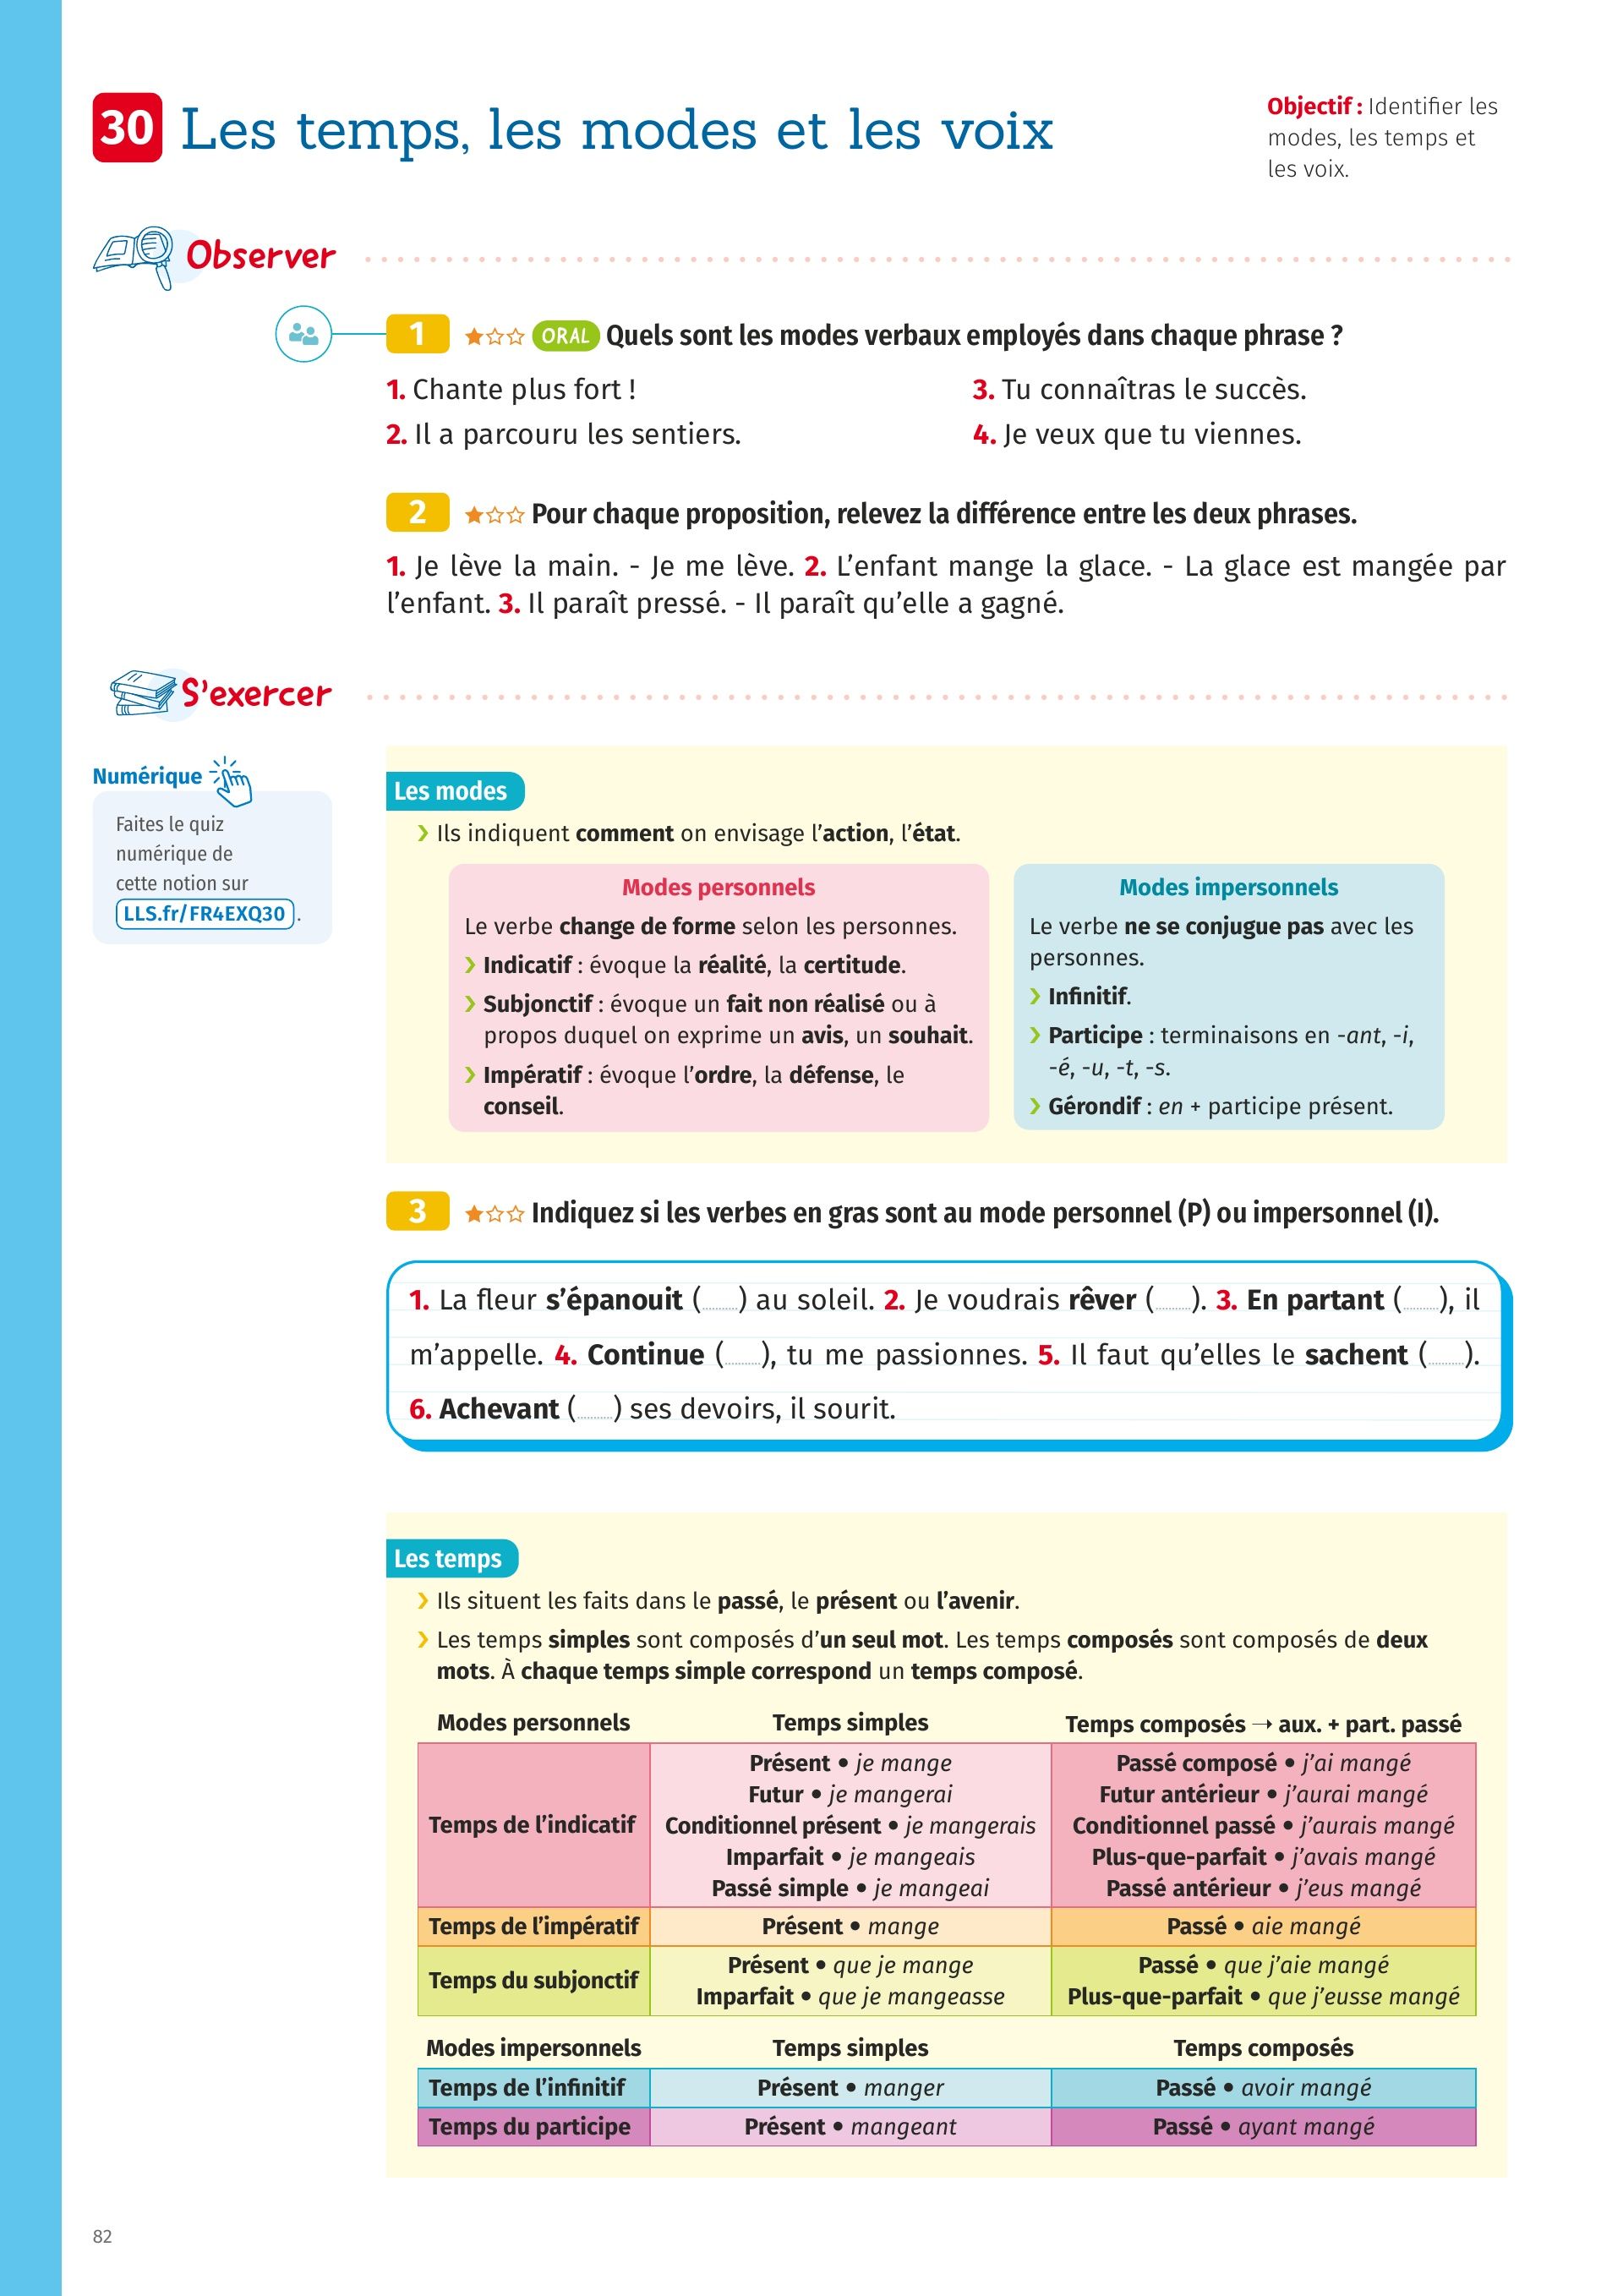 30 Les temps, les modes et les voix
Objectif : Identifier les
modes, les temps et
les voix.
Observer
1 ORAL Quels sont les modes verbaux employés dans chaque phrase ?
1. Chante plus fort !
2. Il a parcouru les sentiers.
3. Tu connaîtras le succès.
4. Je veux que tu viennes.
2 Pour chaque proposition, relevez la différence entre les deux phrases.
1. Je lève la main. - Je me lève. 2. L'enfant mange la glace. - La glace est mangée par
l'enfant. 3. Il paraît pressé. - Il paraît qu'elle a gagné.
S'exercer
Numérique
Faites le quiz
numérique de
cette notion sur
LLS.fr/FR4EXQ30 .
Les modes
› Ils indiquent comment on envisage l'action, l'état.
Modes personnels
Le verbe change de forme selon les personnes.
› Indicatif : évoque la réalité, la certitude.
› Subjonctif : évoque un fait non réalisé ou à
propos duquel on exprime un avis, un souhait.
› Impératif : évoque l'ordre, la défense, le
conseil.
Modes impersonnels
Le verbe ne se conjugue pas avec les
personnes.
› Infinitif.
› Participe : terminaisons en -ant, -i,
-é, -u, -t, -s.
› Gérondif : en + participe présent.
3 Indiquez si les verbes en gras sont au mode personnel (P) ou impersonnel (I).
1. La fleur s'épanouit (......) au soleil. 2. Je voudrais rêver (......). 3. En partant (......), il
m'appelle. 4. Continue (......), tu me passionnes. 5. Il faut qu'elles le sachent (......).
6. Achevant (......) ses devoirs, il sourit.
Les temps
› Ils situent les faits dans le passé, le présent ou l'avenir.
› Les temps simples sont composés d'un seul mot. Les temps composés sont composés de deux
mots. À chaque temps simple correspond un temps composé.
Modes personnels Temps simples Temps composés → aux. + part. passé
Temps de l'indicatif
Présent • je mange
Futur • je mangerai
Conditionnel présent • je mangerais
Imparfait • je mangeais
Passé simple • je mangeai
Passé composé • j'ai mangé
Futur antérieur • j'aurai mangé
Conditionnel passé • j'aurais mangé
Plus-que-parfait • j'avais mangé
Passé antérieur • j'eus mangé
Temps de l'impératif Présent • mange Passé • aie mangé
Temps du subjonctif
Présent • que je mange
Imparfait • que je mangeasse
Passé • que j'aie mangé
Plus-que-parfait • que j'eusse mangé
Modes impersonnels Temps simples Temps composés
Temps de l'infinitif Présent • manger Passé • avoir mangé
Temps du participe Présent • mangeant Passé • ayant mangé
82